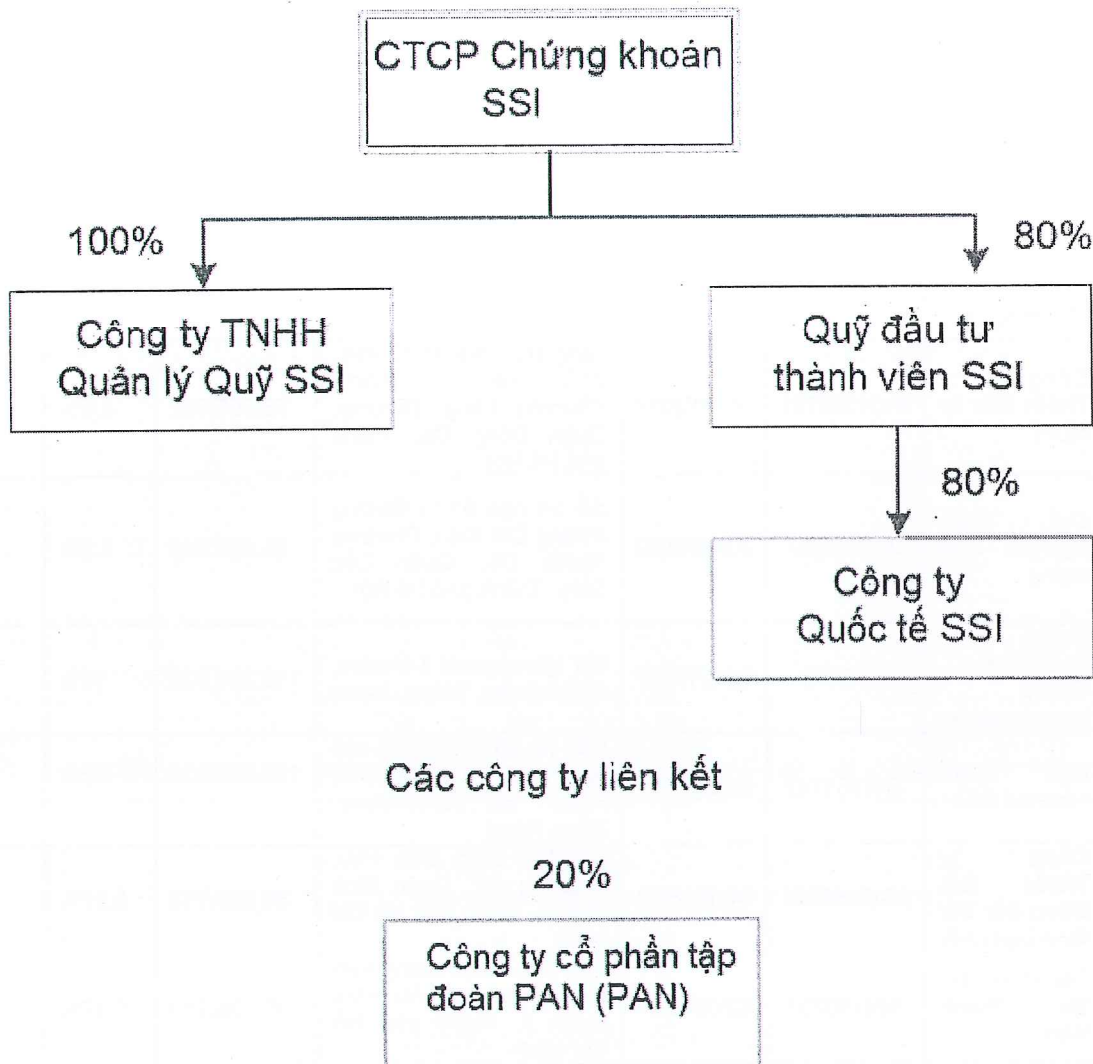 CTCP Chứng khoán
SSI
100%
80%
Công ty TNHH
Quản lý Quỹ SSI
Quỹ đầu tư
thành viên SSI
80%
Công ty
Quốc tế SSI
Các công ty liên kết
20%
Công ty cổ phần tập
đoàn PAN (PAN)